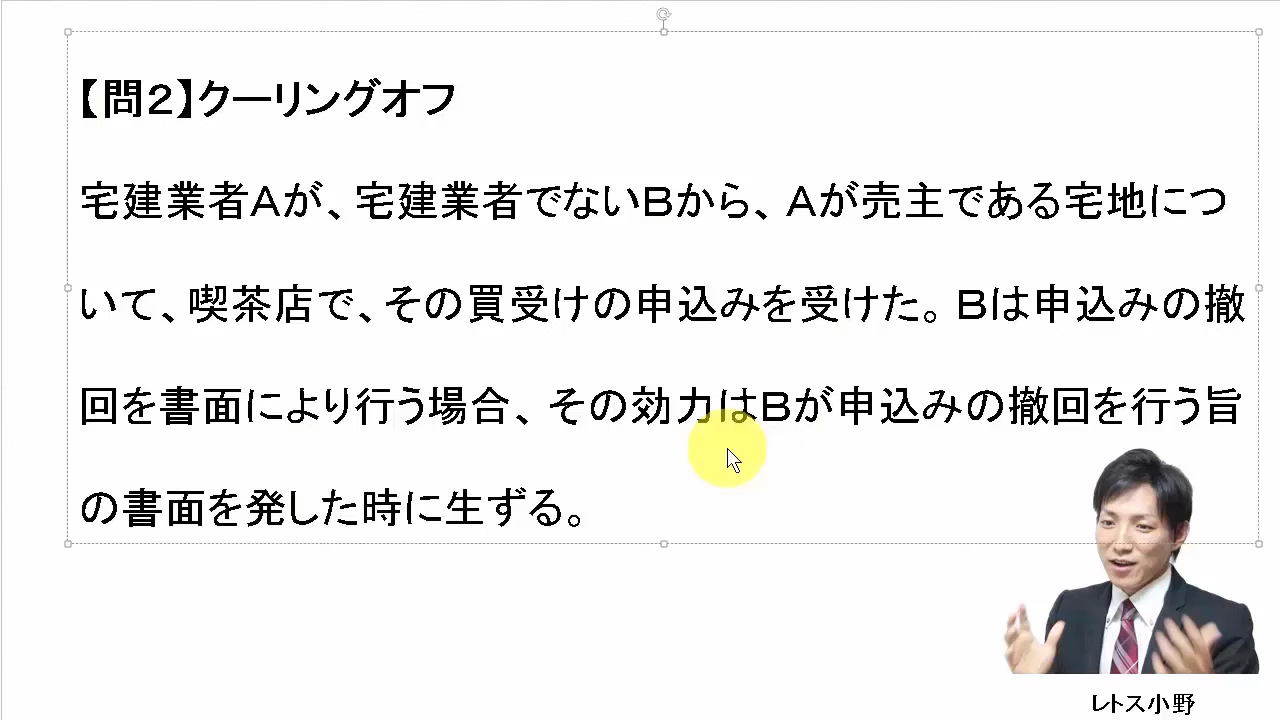 【問２】クーリングオフ
宅建業者Ａが、宅建業者でないＢから、Ａが売主である宅地につ
いて、喫茶店で、その買受けの申込みを受けた。Ｂは申込みの撤
回を書面により行う場合、その効力はＢが申込みの撤回を行う旨
の書面を発した時に生ずる。
レトス小野